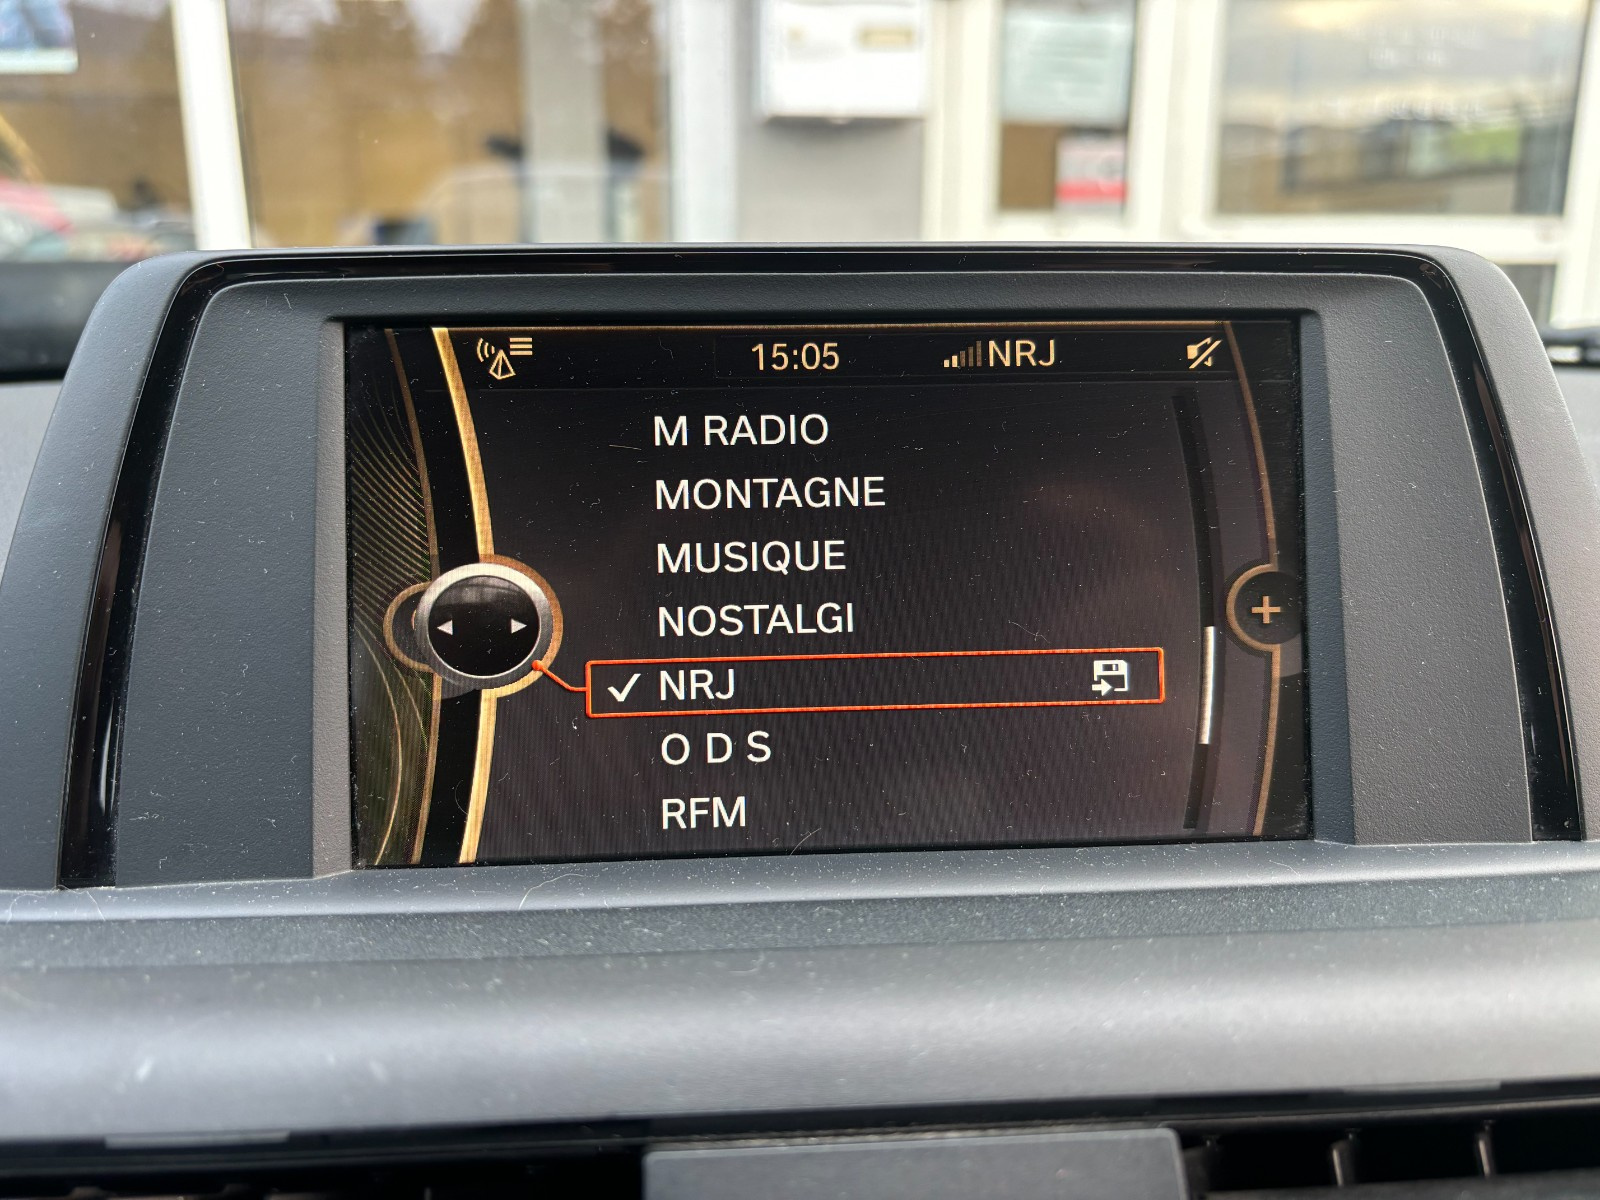 15:05 NRJ
M RADIO
MONTAGNE
MUSIQUE
NOSTALGI
NRJ
O D S
RFM